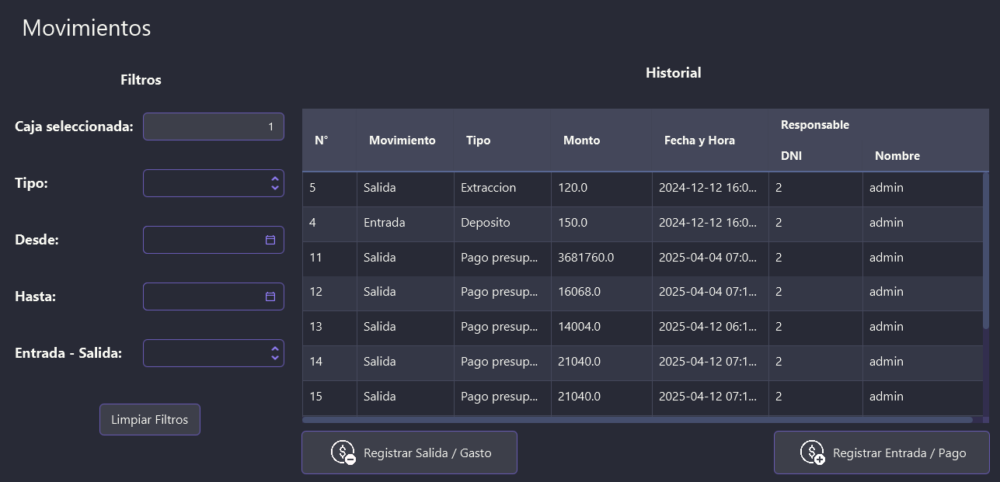 Movimientos
Filtros
Caja seleccionada: 1
Tipo:
Desde:
Hasta:
Entrada - Salida:
Limpiar Filtros
Historial
N° Movimiento Tipo Monto Fecha y Hora Responsable
DNI Nombre
5 Salida Extraccion 120.0 2024-12-12 16:0... 2 admin
4 Entrada Deposito 150.0 2024-12-12 16:0... 2 admin
11 Salida Pago presup... 3681760.0 2025-04-04 07:0... 2 admin
12 Salida Pago presup... 16068.0 2025-04-04 07:1... 2 admin
13 Salida Pago presup... 14004.0 2025-04-12 06:1... 2 admin
14 Salida Pago presup... 21040.0 2025-04-12 07:1... 2 admin
15 Salida Pago presup... 21040.0 2025-04-12 07:1... 2 admin
Registrar Salida / Gasto
Registrar Entrada / Pago